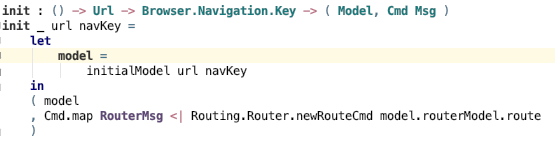 init : () -> Url -> Browser.Navigation.Key -> ( Model, Cmd Msg )
init _ url navKey =
    let
        model =
            initialModel url navKey
    in
    ( model
    , Cmd.map RouterMsg <| Routing.Router.newRouteCmd model.routerModel.route
    )